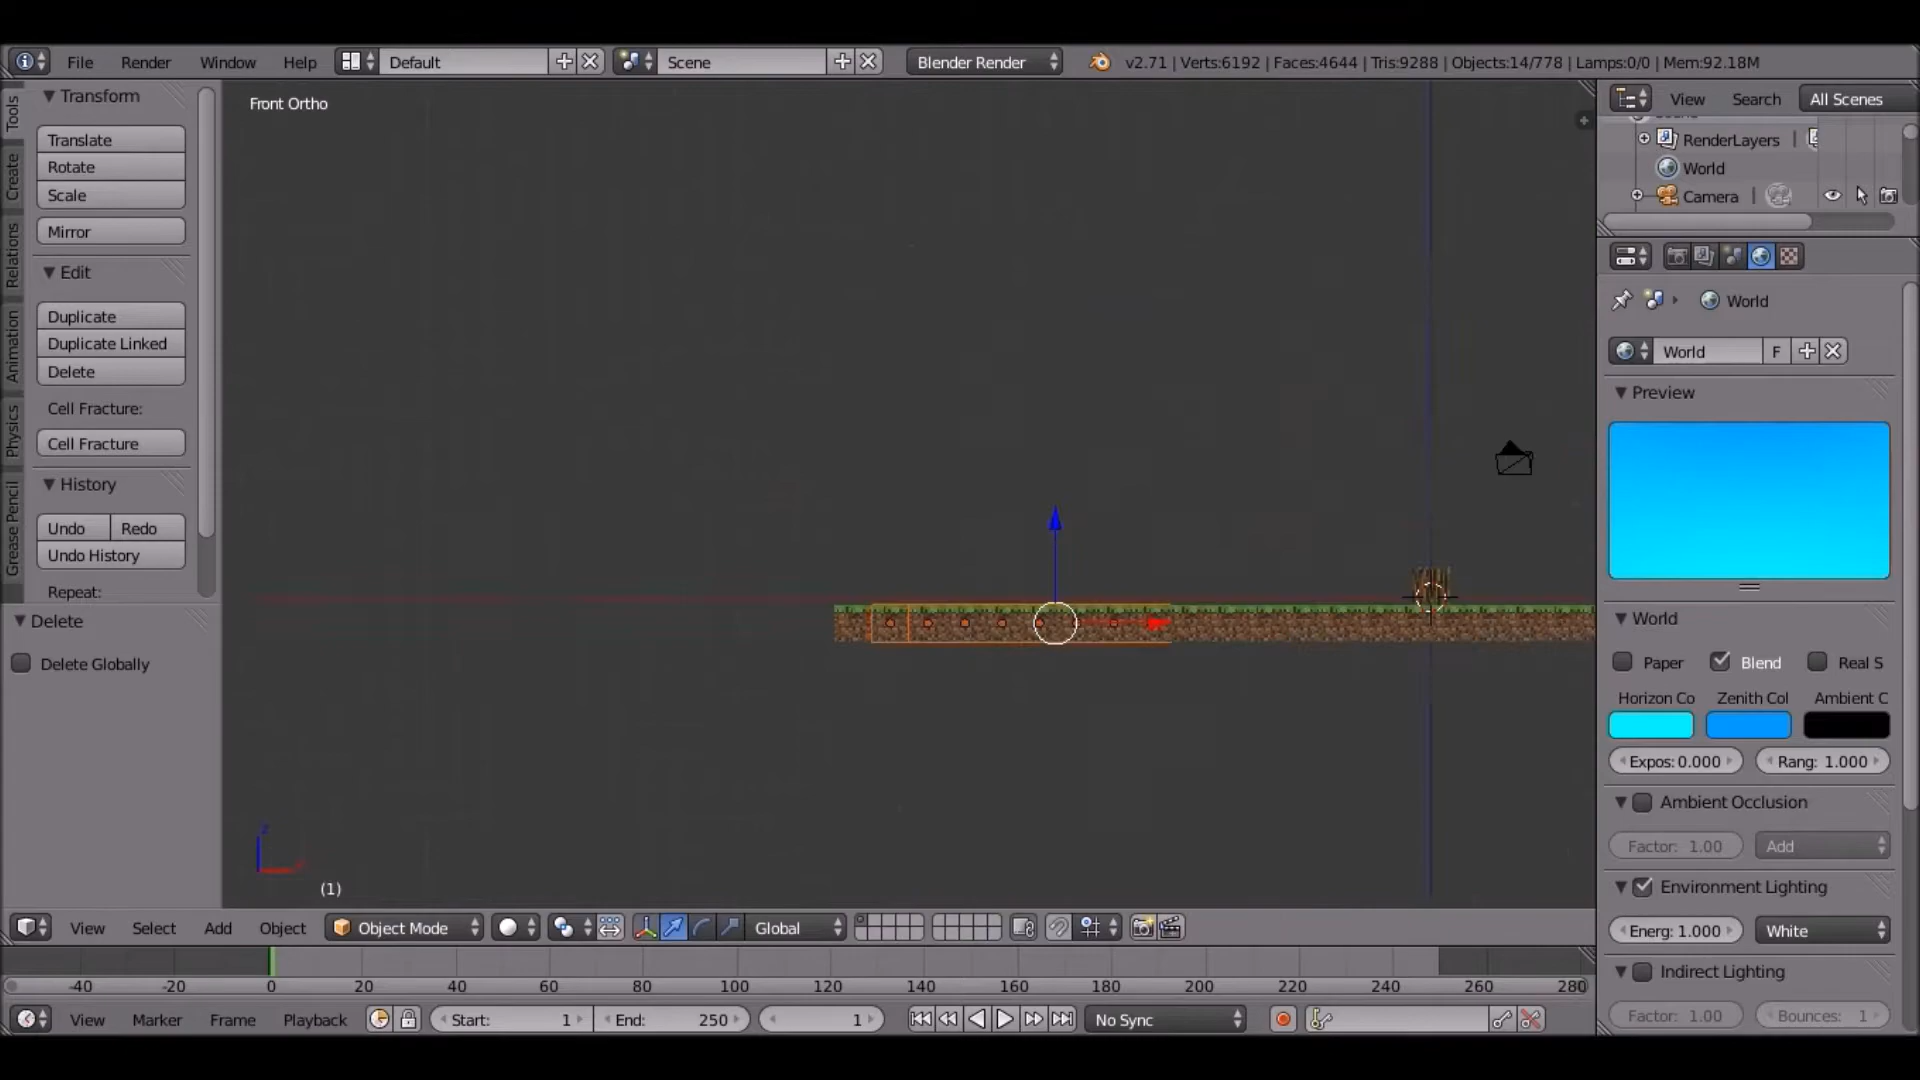 File Render Window Help Default Scene Blender Render v2.71 | Verts:6192 | Faces:4644 | Tris:9288 | Objects:14/778 | Lamps:0/0 | Mem:92.18M
Tools
Create
Relations
Animation
Physics
Grease Pencil
Transform
Translate
Rotate
Scale
Mirror
Edit
Duplicate
Duplicate Linked
Delete
Cell Fracture:
Cell Fracture
History
Undo Redo
Undo History
Repeat:
Delete
Delete Globally
Front Ortho
z
(1)
View Search All Scenes
RenderLayers |
World
Camera |
World
World F
Preview
World
Paper Blend Real S
Horizon Co Zenith Col Ambient C
Expos: 0.000 Rang: 1.000
Ambient Occlusion
Factor: 1.00 Add
Environment Lighting
Energ: 1.000 White
Indirect Lighting
Factor: 1.00 Bounces: 1
View Select Add Object Object Mode Global
-40 -20 0 20 40 60 80 100 120 140 160 180 200 220 240 260 280
View Marker Frame Playback Start: 1 End: 250 1 No Sync